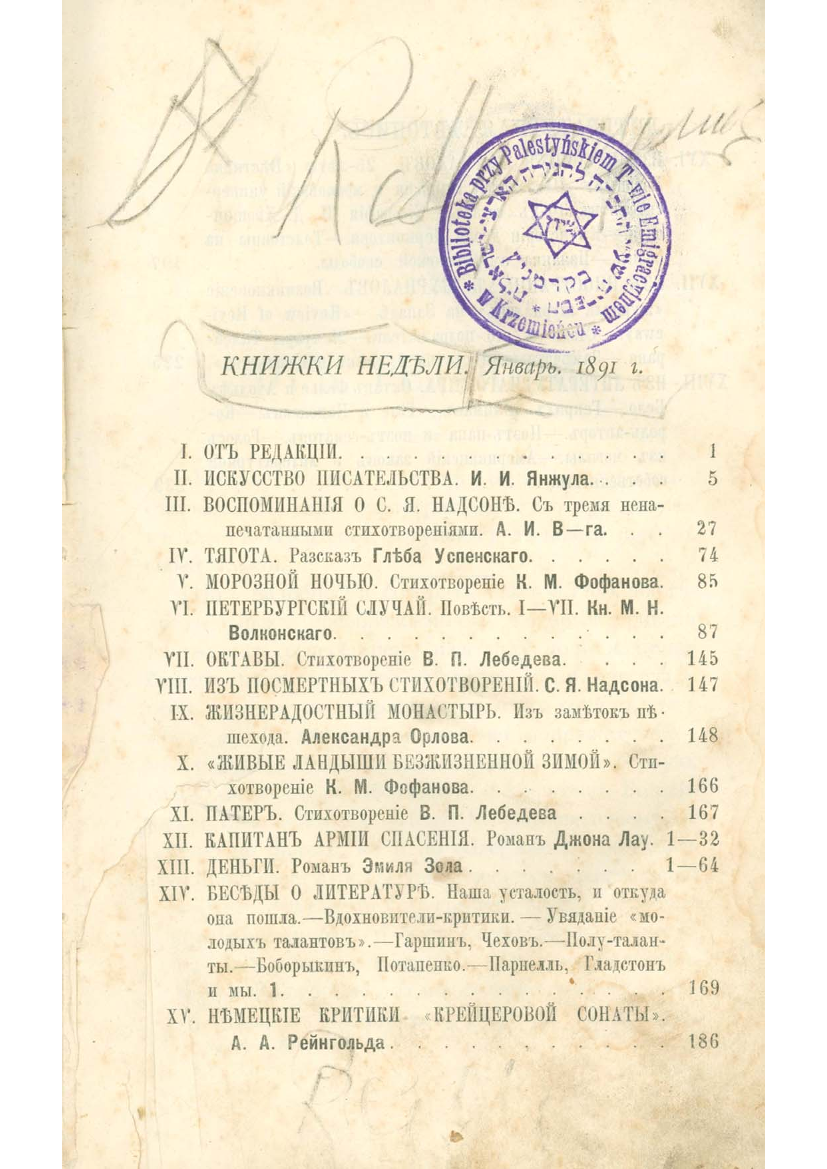 * Biblioteka przy Palestyńskiem T-wie Emigracyjnem *
w Krzemieńcu
КНИЖКИ НЕДѢЛИ. Январь. 1891 г.
I. ОТЪ РЕДАКЦІИ. . . . . . . . . . . . . . 1
II. ИСКУССТВО ПИСАТЕЛЬСТВА. И. И. Янжула. . . . 5
III. ВОСПОМИНАНІЯ О С. Я. НАДСОНѢ. Съ тремя нена-
печатанными стихотвореніями. А. И. В—га. . . 27
IV. ТЯГОТА. Разсказъ Глѣба Успенскаго. . . . . . 74
V. МОРОЗНОЙ НОЧЬЮ. Стихотвореніе К. М. Фофанова. 85
VI. ПЕТЕРБУРГСКІЙ СЛУЧАЙ. Повѣсть. I—VII. Кн. М. Н.
Волконскаго. . . . . . . . . . . . . . 87
VII. ОКТАВЫ. Стихотвореніе В. П. Лебедева. . . . 145
VIII. ИЗЪ ПОСМЕРТНЫХЪ СТИХОТВОРЕНІЙ. С. Я. Надсона. 147
IX. ЖИЗНЕРАДОСТНЫЙ МОНАСТЫРЬ. Изъ замѣтокъ пѣ-
шехода. Александра Орлова. . . . . . . . 148
X. «ЖИВЫЕ ЛАНДЫШИ БЕЗЖИЗНЕННОЙ ЗИМОЙ». Сти-
хотвореніе К. М. Фофанова. . . . . . . . 166
XI. ПАТЕРЪ. Стихотвореніе В. П. Лебедева . . . . 167
XII. КАПИТАНЪ АРМІИ СПАСЕНІЯ. Романъ Джона Лау. 1—32
XIII. ДЕНЬГИ. Романъ Эмиля Зола . . . . . . . 1—64
XIV. БЕСѢДЫ О ЛИТЕРАТУРѢ. Наша усталость, и откуда
она пошла.—Вдохновители-критики. — Увяданіе «мо-
лодыхъ талантовъ».—Гаршинъ, Чеховъ.—Полу-талан-
ты.—Боборыкинъ, Потапенко.—Парнелль, Гладстонъ
и мы. 1. . . . . . . . . . . . . . . . 169
XV. НѢМЕЦКІЕ КРИТИКИ «КРЕЙЦЕРОВОЙ СОНАТЫ».
А. А. Рейнгольда . . . . . . . . . . . . 186